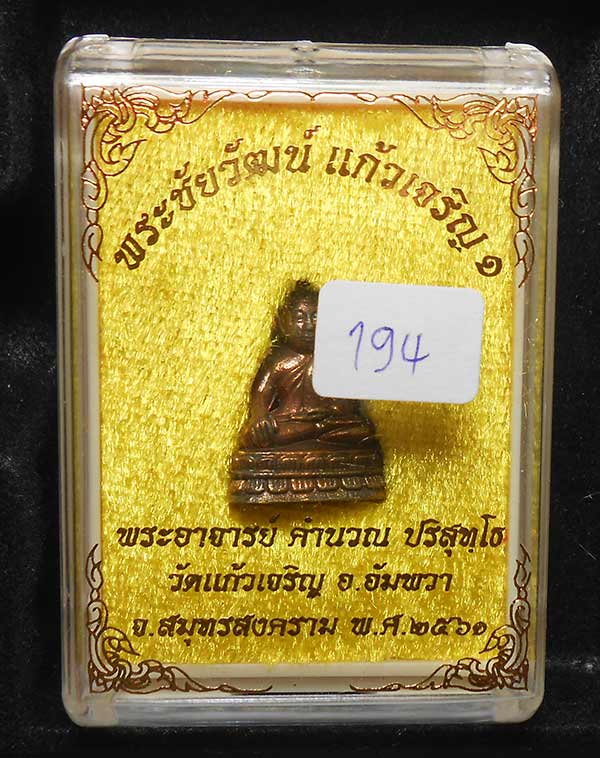 พระชัยวัฒน์ แก้วเจริญ ๑
194
พระอาจารย์ คำนวณ ปริสุทฺโธ
วัดแก้วเจริญ อ.อัมพวา
จ.สมุทรสงคราม พ.ศ.๒๕๖๑